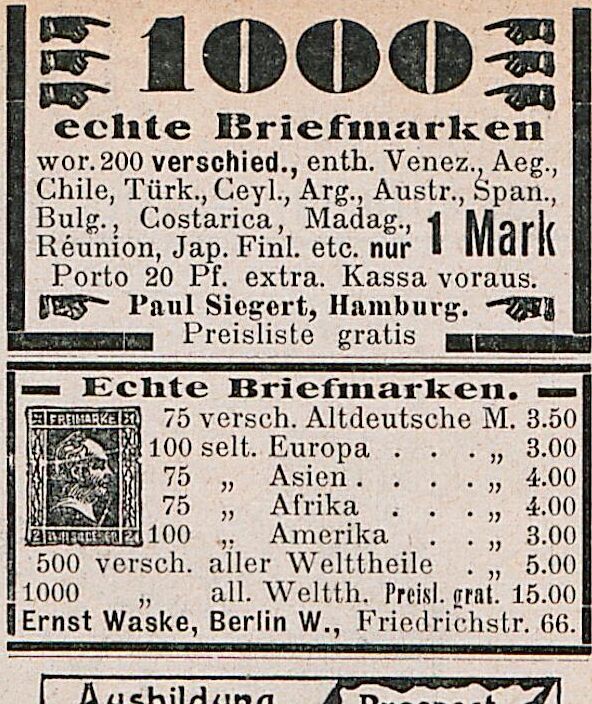 1000
echte Briefmarken
wor. 200 verschied., enth. Venez., Aeg.,
Chile, Türk., Ceyl., Arg., Austr., Span.,
Bulg., Costarica, Madag.,
Réunion, Jap. Finl. etc. nur 1 Mark
Porto 20 Pf. extra. Kassa voraus.
Paul Siegert, Hamburg.
Preisliste gratis
Echte Briefmarken.
FREIMARKE
75 versch. Altdeutsche M. 3.50
100 selt. Europa . . . „ 3.00
75 „ Asien . . . . „ 4.00
75 „ Afrika . . . „ 4.00
100 „ Amerika . . „ 3.00
500 versch. aller Welttheile . „ 5.00
1000 „ all. Weltth. Preisl. grat. 15.00
Ernst Waske, Berlin W., Friedrichstr. 66.
Ausbildung Prospect